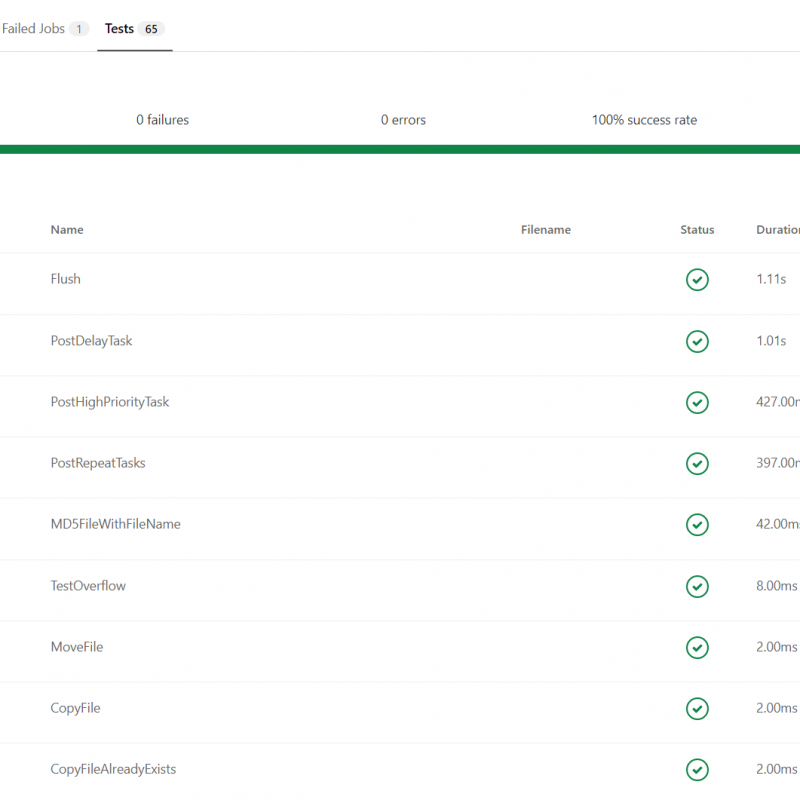 Failed Jobs 1 Tests 65
0 failures 0 errors 100% success rate
Name Filename Status Duration
Flush 1.11s
PostDelayTask 1.01s
PostHighPriorityTask 427.00m
PostRepeatTasks 397.00m
MD5FileWithFileName 42.00ms
TestOverflow 8.00ms
MoveFile 2.00ms
CopyFile 2.00ms
CopyFileAlreadyExists 2.00ms